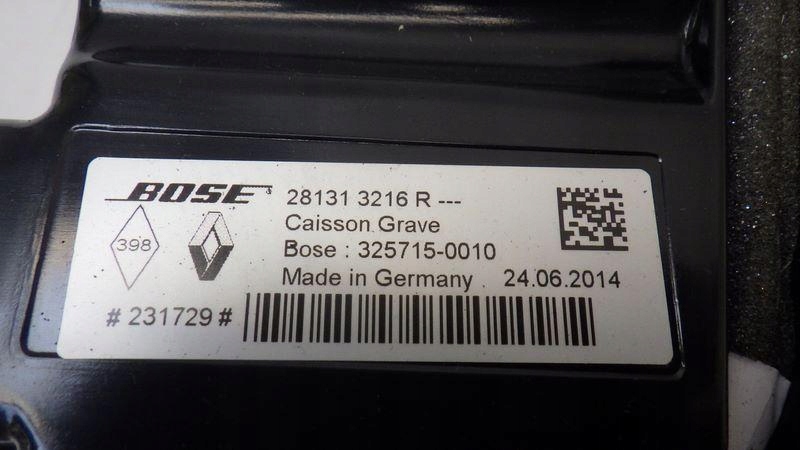 BOSE
28131 3216 R ---
Caisson Grave
398
Bose : 325715-0010
Made in Germany 24.06.2014
# 231729 #